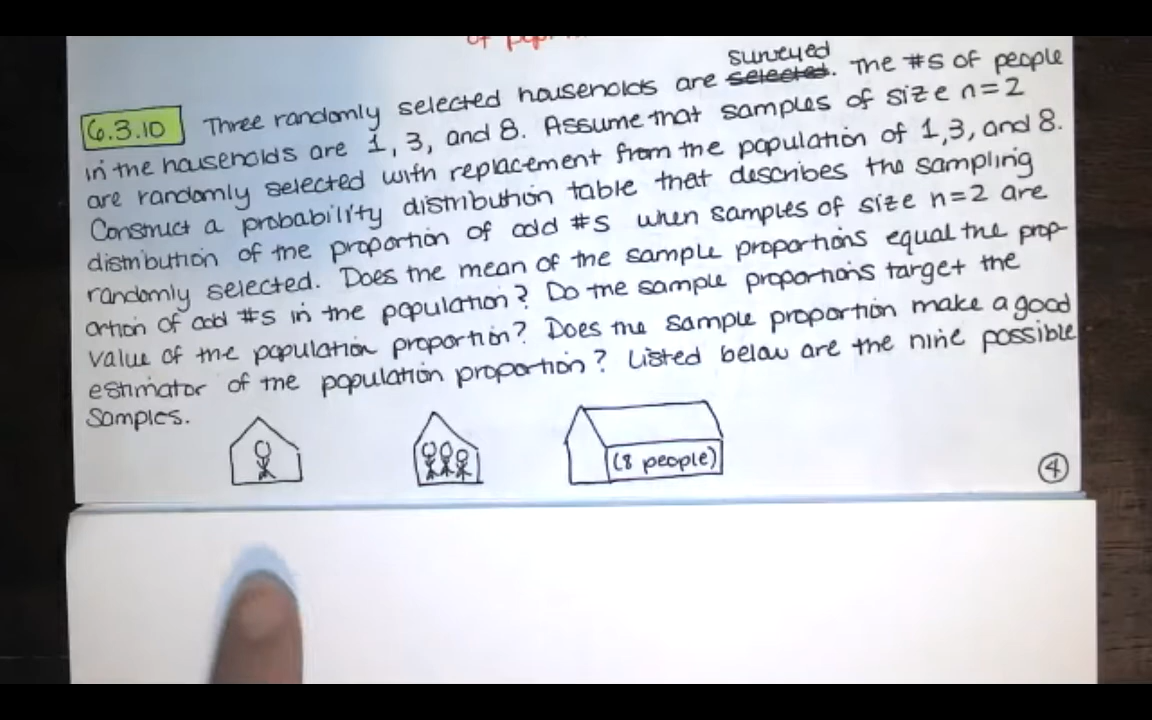 of
6.3.10 Three randomly selected households are selected. surveyed The #s of people
in the households are 1, 3, and 8. Assume that samples of size n=2
are randomly selected with replacement from the population of 1,3, and 8.
Construct a probability distribution table that describes the sampling
distribution of the proportion of odd #s when samples of size n=2 are
randomly selected. Does the mean of the sample proportions equal the prop-
ortion of odd #s in the population? Do the sample proportions target the
value of the population proportion? Does the sample proportion make a good
estimator of the population proportion? Listed below are the nine possible
Samples.
(8 people)
4